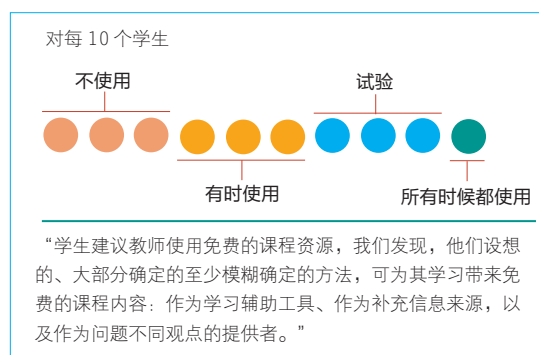 对每 10 个学生
不使用
试验
有时使用
所有时候都使用
“学生建议教师使用免费的课程资源，我们发现，他们设想
的、大部分确定的至少模糊确定的方法，可为其学习带来免
费的课程内容：作为学习辅助工具、作为补充信息来源，以
及作为问题不同观点的提供者。”